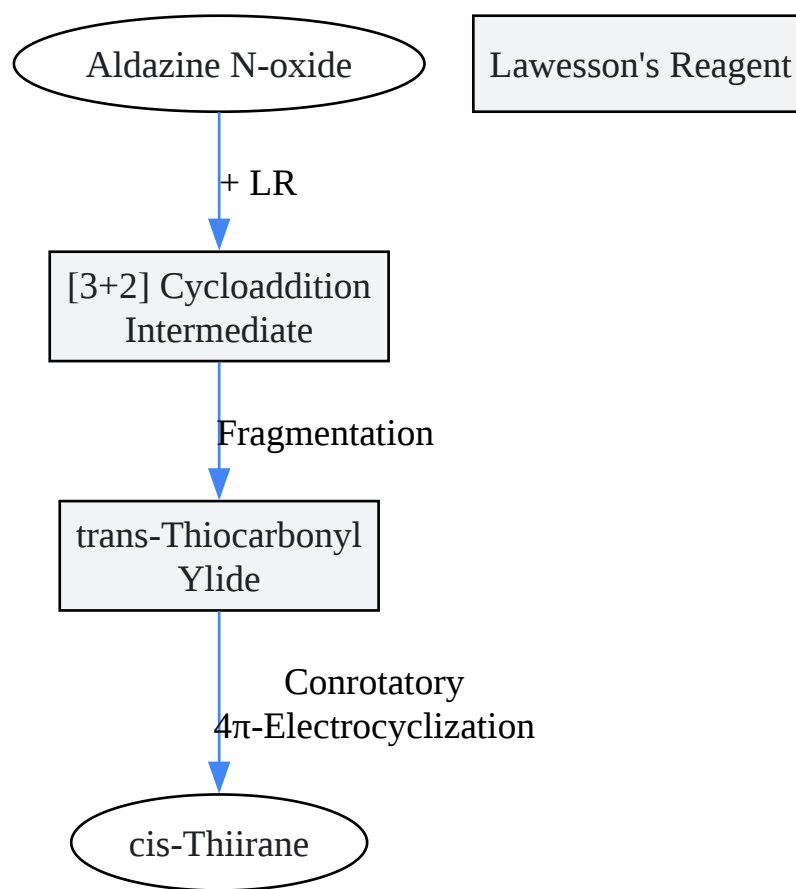 Aldazine N-oxide
Lawesson's Reagent
+ LR
[3+2] Cycloaddition
Intermediate
Fragmentation
trans-Thiocarbonyl
Ylide
Conrotatory
4π-Electrocyclization
cis-Thiirane